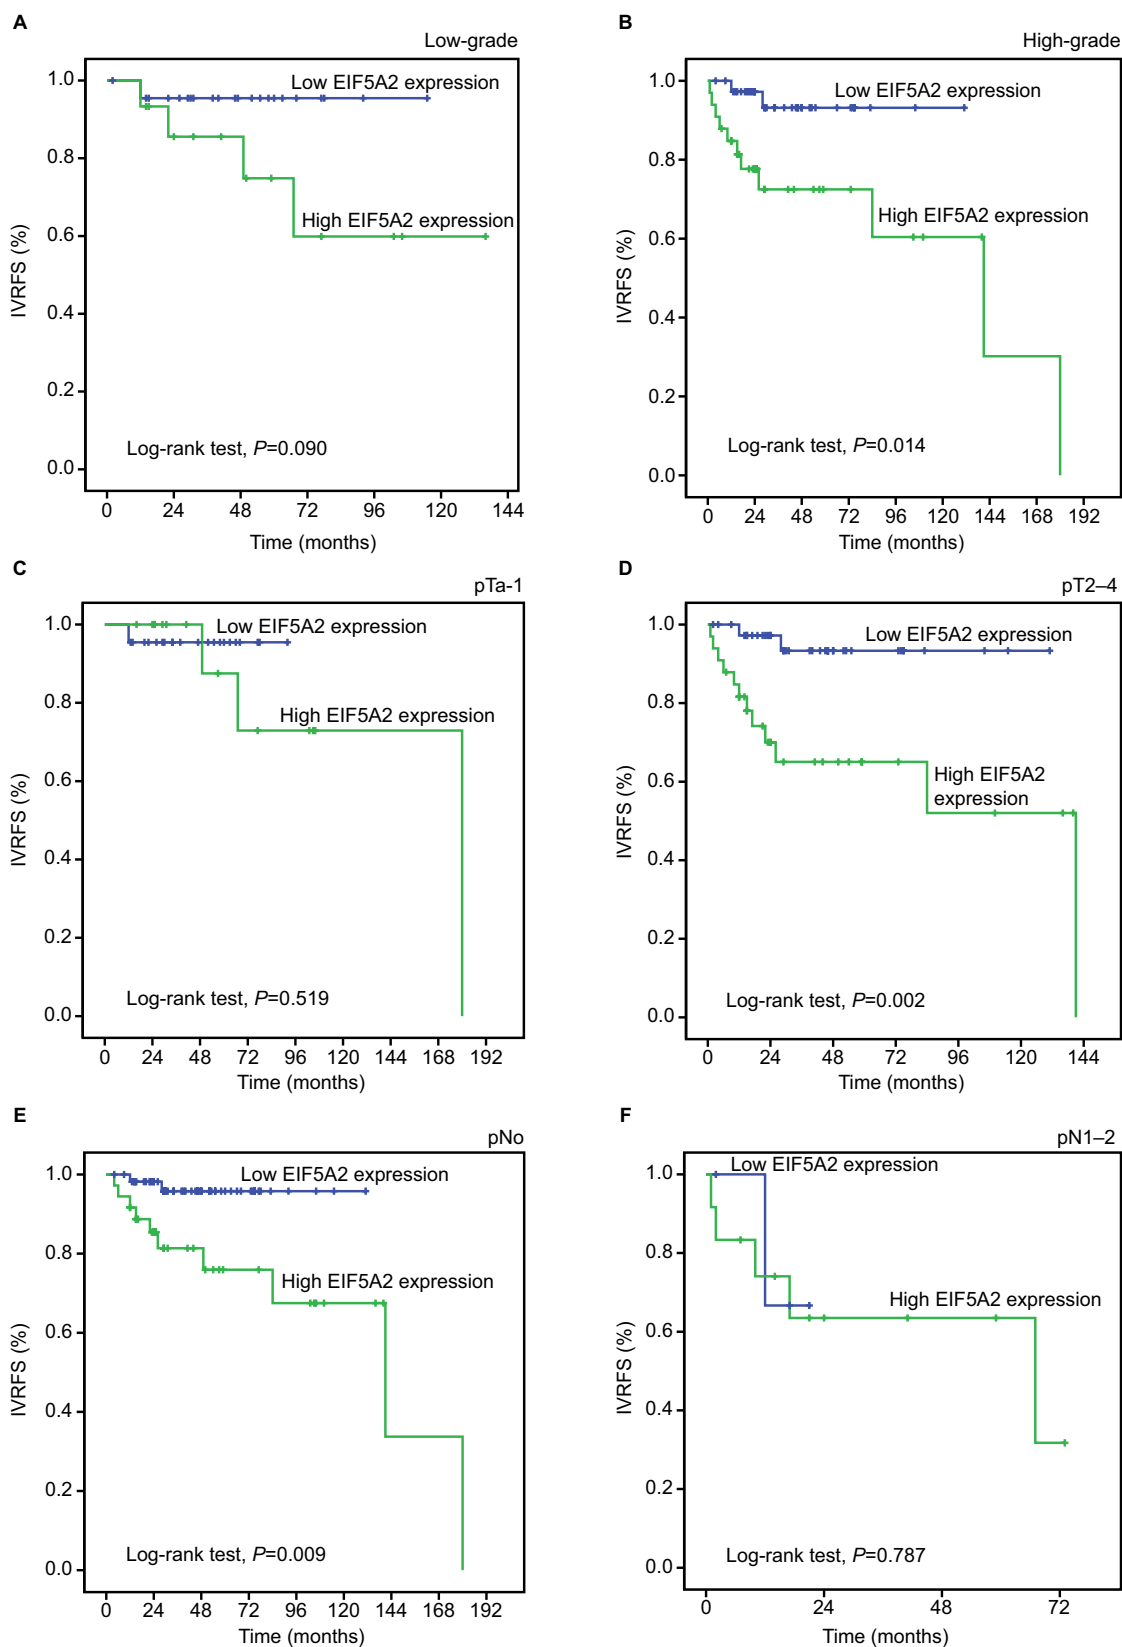 A
Low-grade
1.0
0.8
0.6
0.4
0.2
0.0
IVRFS (%)
Low EIF5A2 expression
High EIF5A2 expression
Log-rank test, P=0.090
0 24 48 72 96 120 144
Time (months)
B
High-grade
1.0
0.8
0.6
0.4
0.2
0.0
IVRFS (%)
Low EIF5A2 expression
High EIF5A2 expression
Log-rank test, P=0.014
0 24 48 72 96 120 144 168 192
Time (months)
C
pTa-1
1.0
0.8
0.6
0.4
0.2
0.0
IVRFS (%)
Low EIF5A2 expression
High EIF5A2 expression
Log-rank test, P=0.519
0 24 48 72 96 120 144 168 192
Time (months)
D
pT2–4
1.0
0.8
0.6
0.4
0.2
0.0
IVRFS (%)
Low EIF5A2 expression
High EIF5A2
expression
Log-rank test, P=0.002
0 24 48 72 96 120 144
Time (months)
E
pNo
1.0
0.8
0.6
0.4
0.2
0.0
IVRFS (%)
Low EIF5A2 expression
High EIF5A2 expression
Log-rank test, P=0.009
0 24 48 72 96 120 144 168 192
Time (months)
F
pN1–2
1.0
0.8
0.6
0.4
0.2
0.0
IVRFS (%)
Low EIF5A2 expression
High EIF5A2 expression
Log-rank test, P=0.787
0 24 48 72
Time (months)